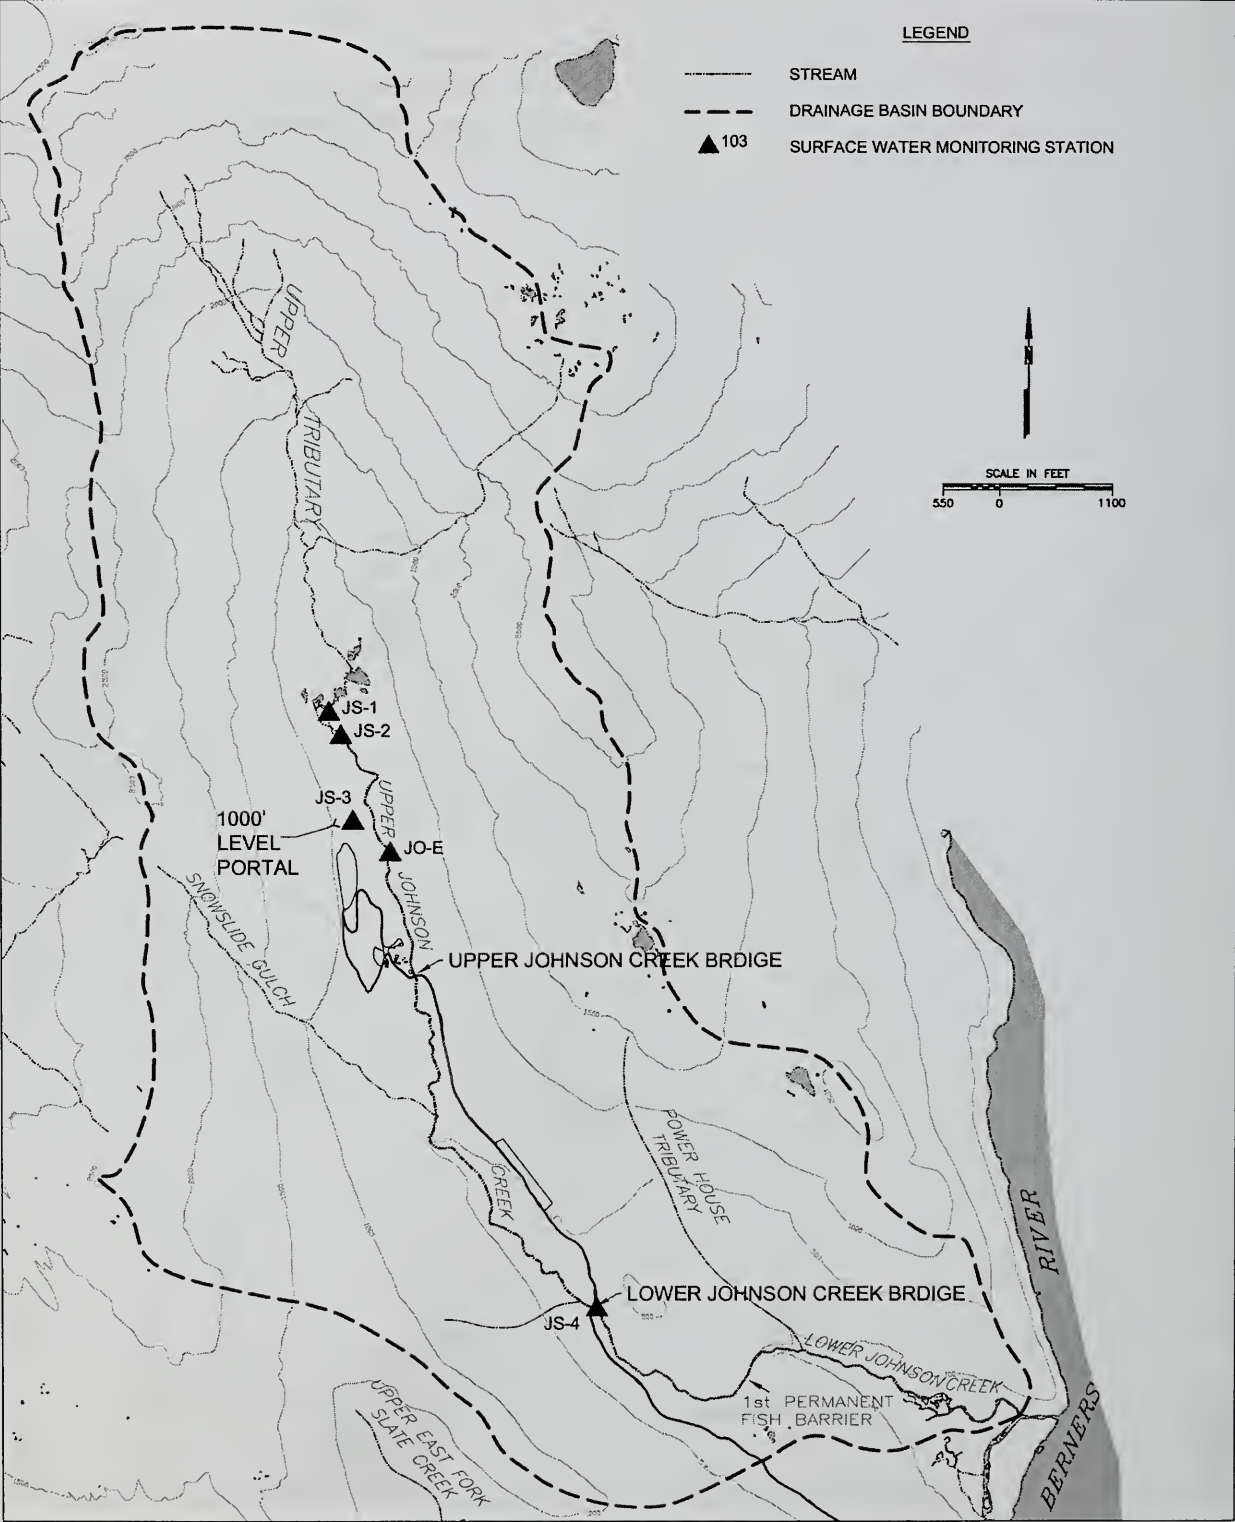 LEGEND
STREAM
DRAINAGE BASIN BOUNDARY
103
SURFACE WATER MONITORING STATION
UPPER
TRIBUTARY
N
SCALE IN FEET
550 0 1100
JS-1
JS-2
JS-3
1000'
LEVEL
PORTAL
JO-E
UPPER
JOHNSON
SNOWSLIDE GULCH
UPPER JOHNSON CREEK BRDIGE
POWER HOUSE
TRIBUTARY
CREEK
LOWER JOHNSON CREEK BRDIGE
JS-4
LOWER JOHNSON CREEK
1st PERMANENT
FISH BARRIER
UPPER EAST FORK
SLATE CREEK
BERNERS RIVER